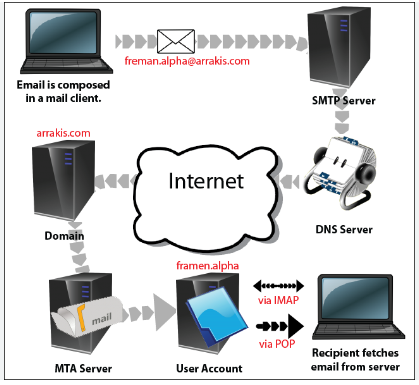 freman.alpha@arrakis.com
Email is composed
in a mail client.
SMTP Server
arrakis.com
Internet
Domain
DNS Server
framen.alpha
via IMAP
mail
via POP
MTA Server
User Account
Recipient fetches
email from server